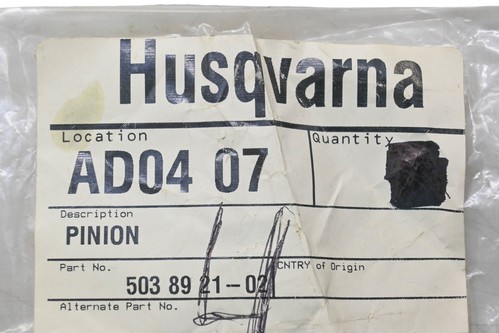 Husqvarna
Location Quantity
AD04 07
Description
PINION
Part No. CNTRY of Origin
503 89 21-02
Alternate Part No.